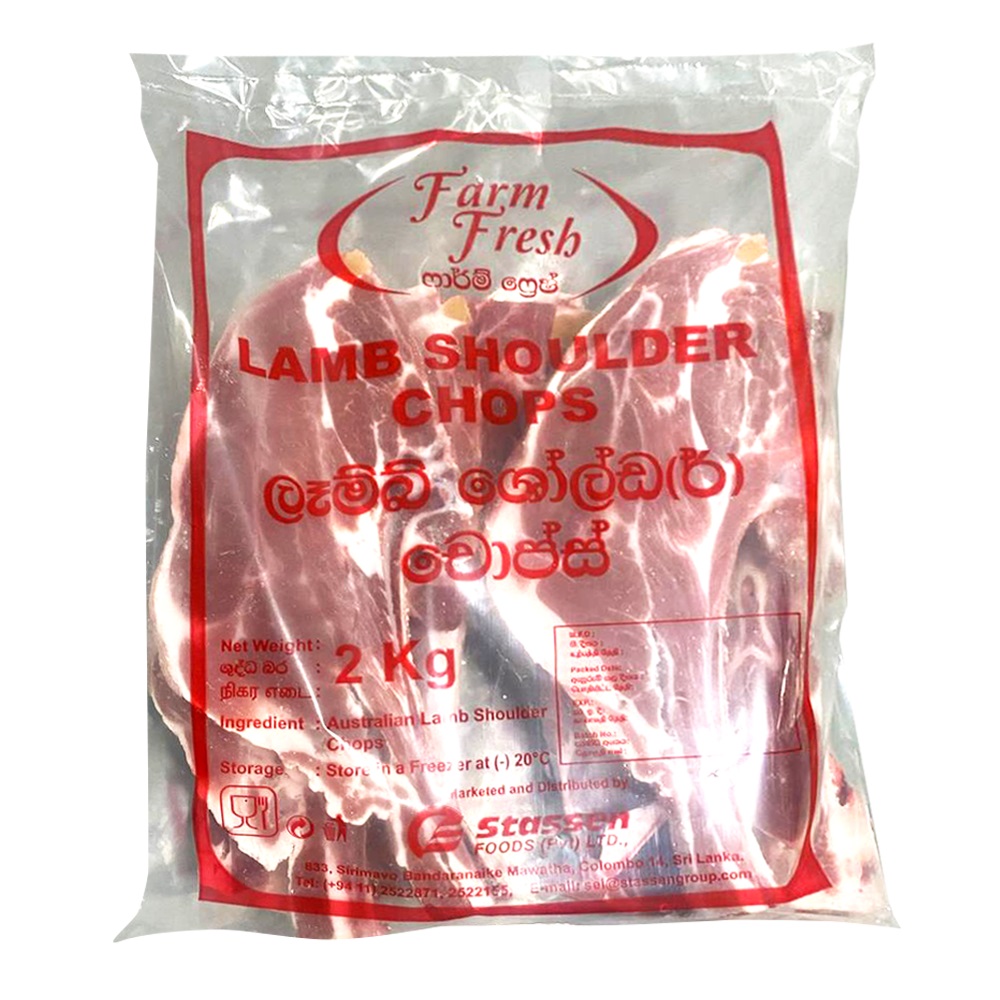 Farm
Fresh
ෆාර්ම් ෆ්‍රෙෂ්
LAMB SHOULDER
CHOPS
ලෑම්බ් ශෝල්ඩ(ර්)
චොප්ස්
Net Weight :
ශුද්ධ බර :
நிகர எடை :
2 Kg
Ingredient : Australian Lamb Shoulder
Chops
Storage : Store in a Freezer at (-) 20°C
M.F.D :
Packed Date:
EXP.:
Batch No.:
Marketed and Distributed by
Stassen
FOODS (Pvt) LTD.,
833, Sirimavo Bandaranaike Mawatha, Colombo 14, Sri Lanka.
Tel: (+94 11) 2522871, 2522155, E-mail: sel@stassengroup.com